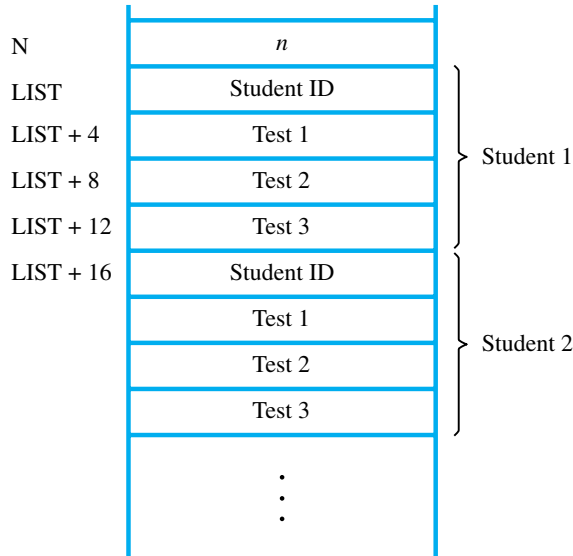 N n
LIST Student ID
LIST + 4 Test 1
Student 1
LIST + 8 Test 2
LIST + 12 Test 3
LIST + 16 Student ID
Test 1
Student 2
Test 2
Test 3